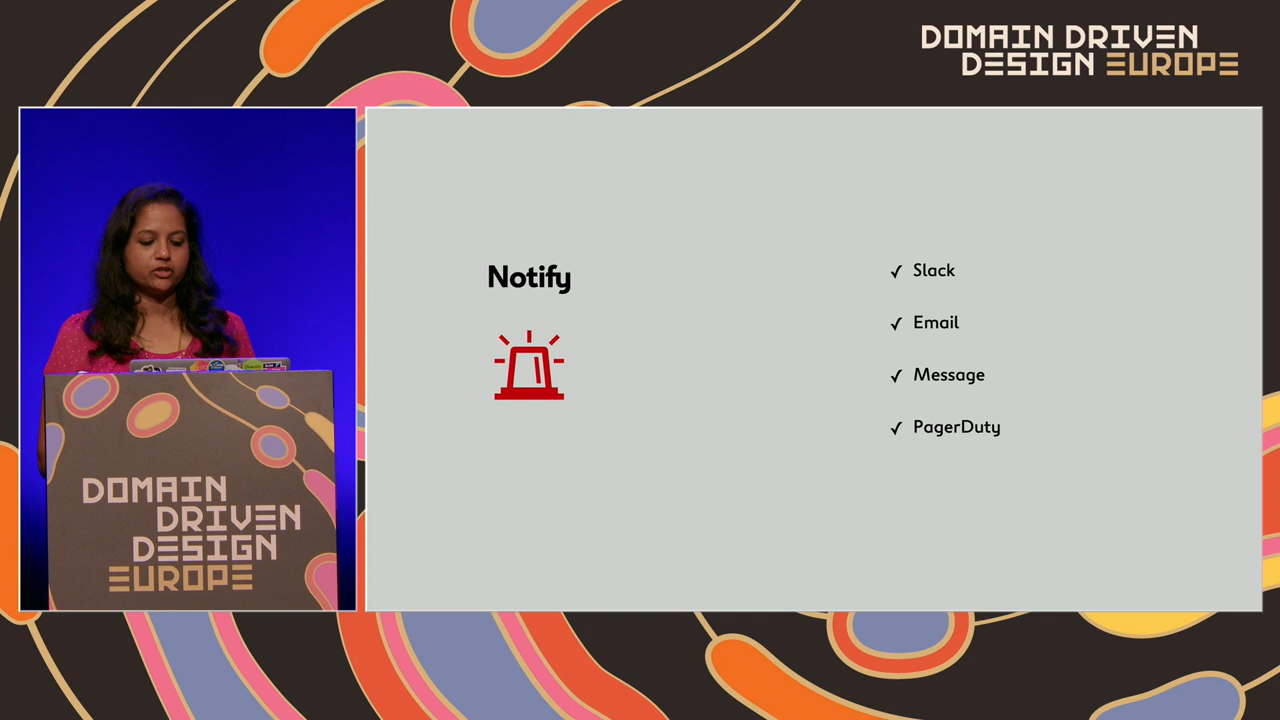 DOMAIN DRIVEN
DESIGN EUROPE
Notify
✓ Slack
✓ Email
✓ Message
✓ PagerDuty
DOMAIN
DRIVEN
DESIGN
EUROPE